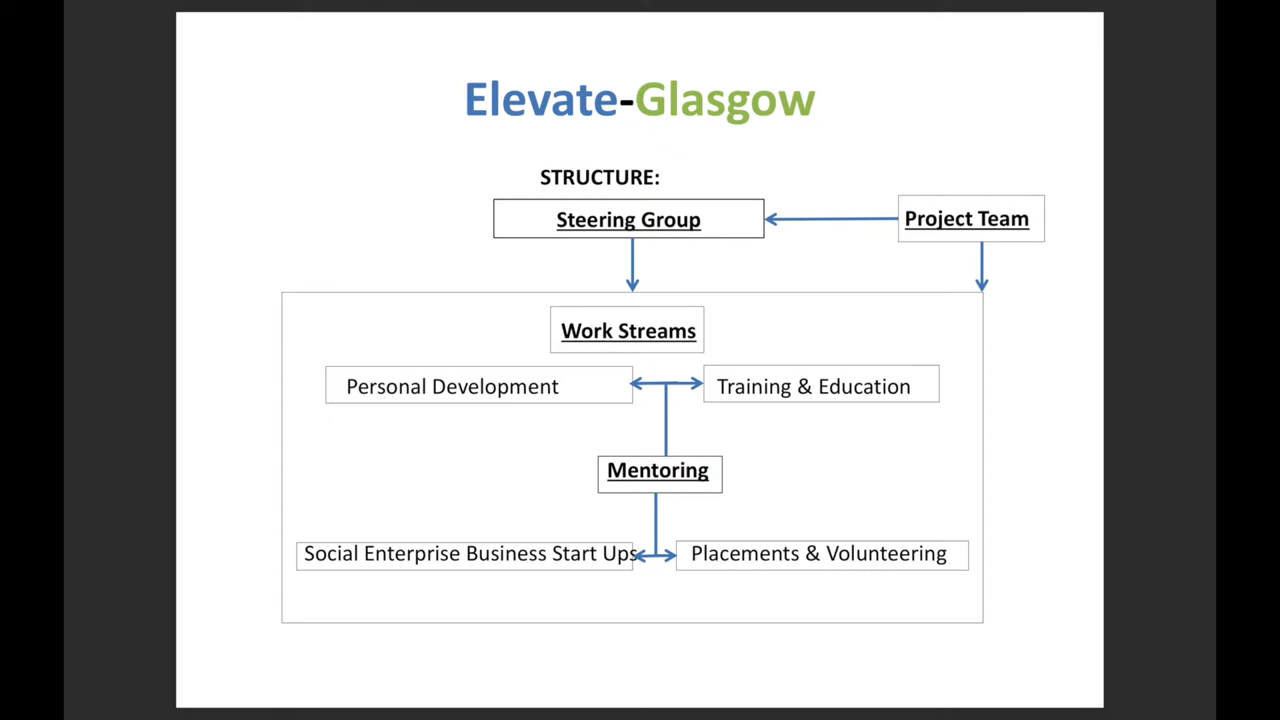 Elevate-Glasgow
STRUCTURE:
Steering Group
Project Team
Work Streams
Personal Development
Training & Education
Mentoring
Social Enterprise Business Start Ups
Placements & Volunteering